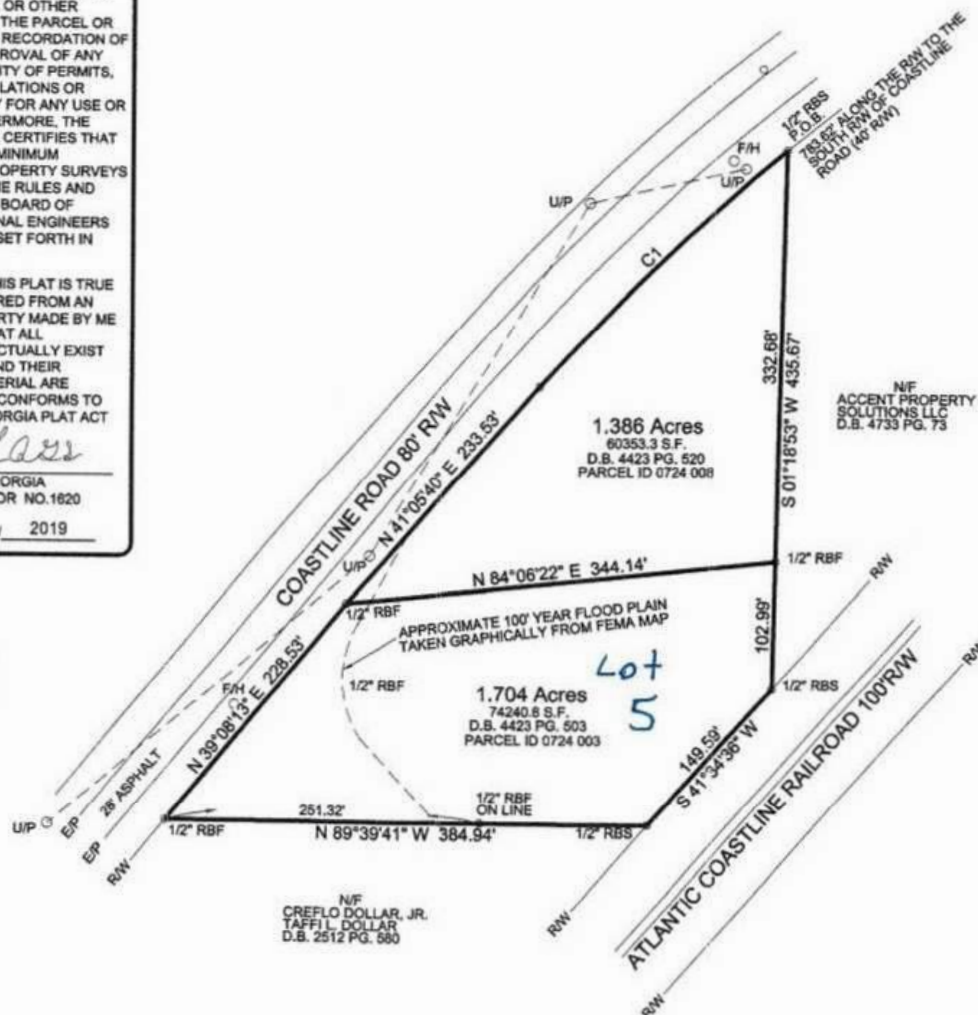 OR OTHER
THE PARCEL OR
RECORDATION OF
ROVAL OF ANY
ITY OF PERMITS,
LATIONS OR
Y FOR ANY USE OR
ERMORE, THE
CERTIFIES THAT
MINIMUM
OPERTY SURVEYS
E RULES AND
BOARD OF
NAL ENGINEERS
SET FORTH IN
HIS PLAT IS TRUE
RED FROM AN
RTY MADE BY ME
AT ALL
CTUALLY EXIST
ND THEIR
ERIAL ARE
CONFORMS TO
ORGIA PLAT ACT
ORGIA
OR NO.1620
2019
1/2" RBS
P.O.B.
783.62' ALONG THE R/W TO THE
SOUTH R/W OF COASTLINE
ROAD (40' R/W)
F/H
U/P
U/P
C1
332.68'
S 01°18'53" W 435.67'
N/F
ACCENT PROPERTY
SOLUTIONS LLC
D.B. 4733 PG. 73
1.386 Acres
60353.3 S.F.
D.B. 4423 PG. 520
PARCEL ID 0724 008
COASTLINE ROAD 80' R/W
N 41°05'40" E 233.53'
U/P
N 84°06'22" E 344.14'
1/2" RBF
R/W
1/2" RBF
APPROXIMATE 100' YEAR FLOOD PLAIN
TAKEN GRAPHICALLY FROM FEMA MAP
102.99'
R/W
N 39°08'13" E 228.53'
F/H
1/2" RBF
Lot
5
1.704 Acres
74240.8 S.F.
D.B. 4423 PG. 503
PARCEL ID 0724 003
1/2" RBS
149.59'
S 41°34'36" W
ATLANTIC COASTLINE RAILROAD 100'R/W
28' ASPHALT
U/P
E/P
E/P
R/W
1/2" RBF
251.32'
1/2" RBF
ON LINE
N 89°39'41" W 384.94'
1/2" RBS
N/F
CREFLO DOLLAR, JR.
TAFFI L. DOLLAR
D.B. 2512 PG. 580
R/W
R/W